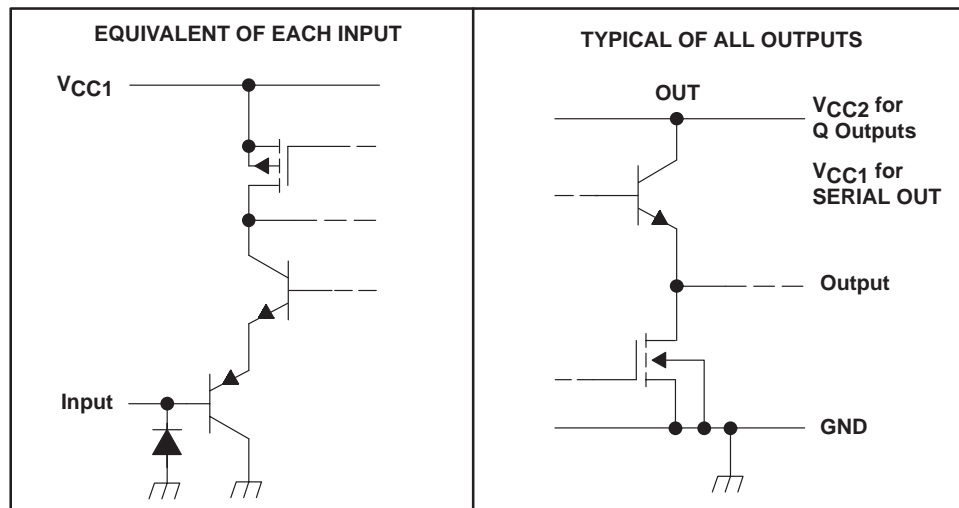 EQUIVALENT OF EACH INPUT
VCC1
Input
TYPICAL OF ALL OUTPUTS
OUT
VCC2 for
Q Outputs
VCC1 for
SERIAL OUT
Output
GND